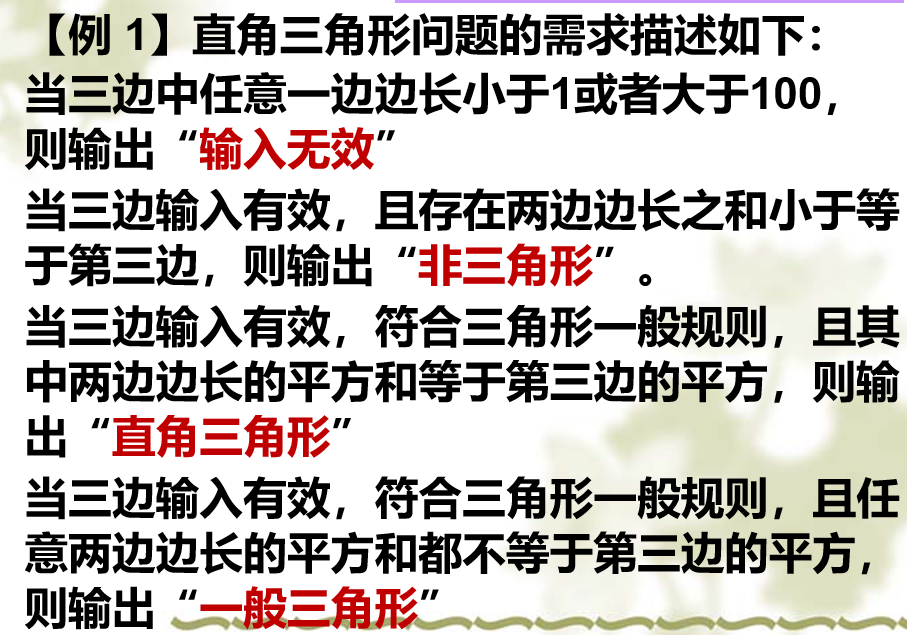 【例 1】直角三角形问题的需求描述如下：
当三边中任意一边边长小于1或者大于100，
则输出“输入无效”
当三边输入有效，且存在两边边长之和小于等
于第三边，则输出“非三角形”。
当三边输入有效，符合三角形一般规则，且其
中两边边长的平方和等于第三边的平方，则输
出“直角三角形”
当三边输入有效，符合三角形一般规则，且任
意两边边长的平方和都不等于第三边的平方，
则输出“一般三角形”